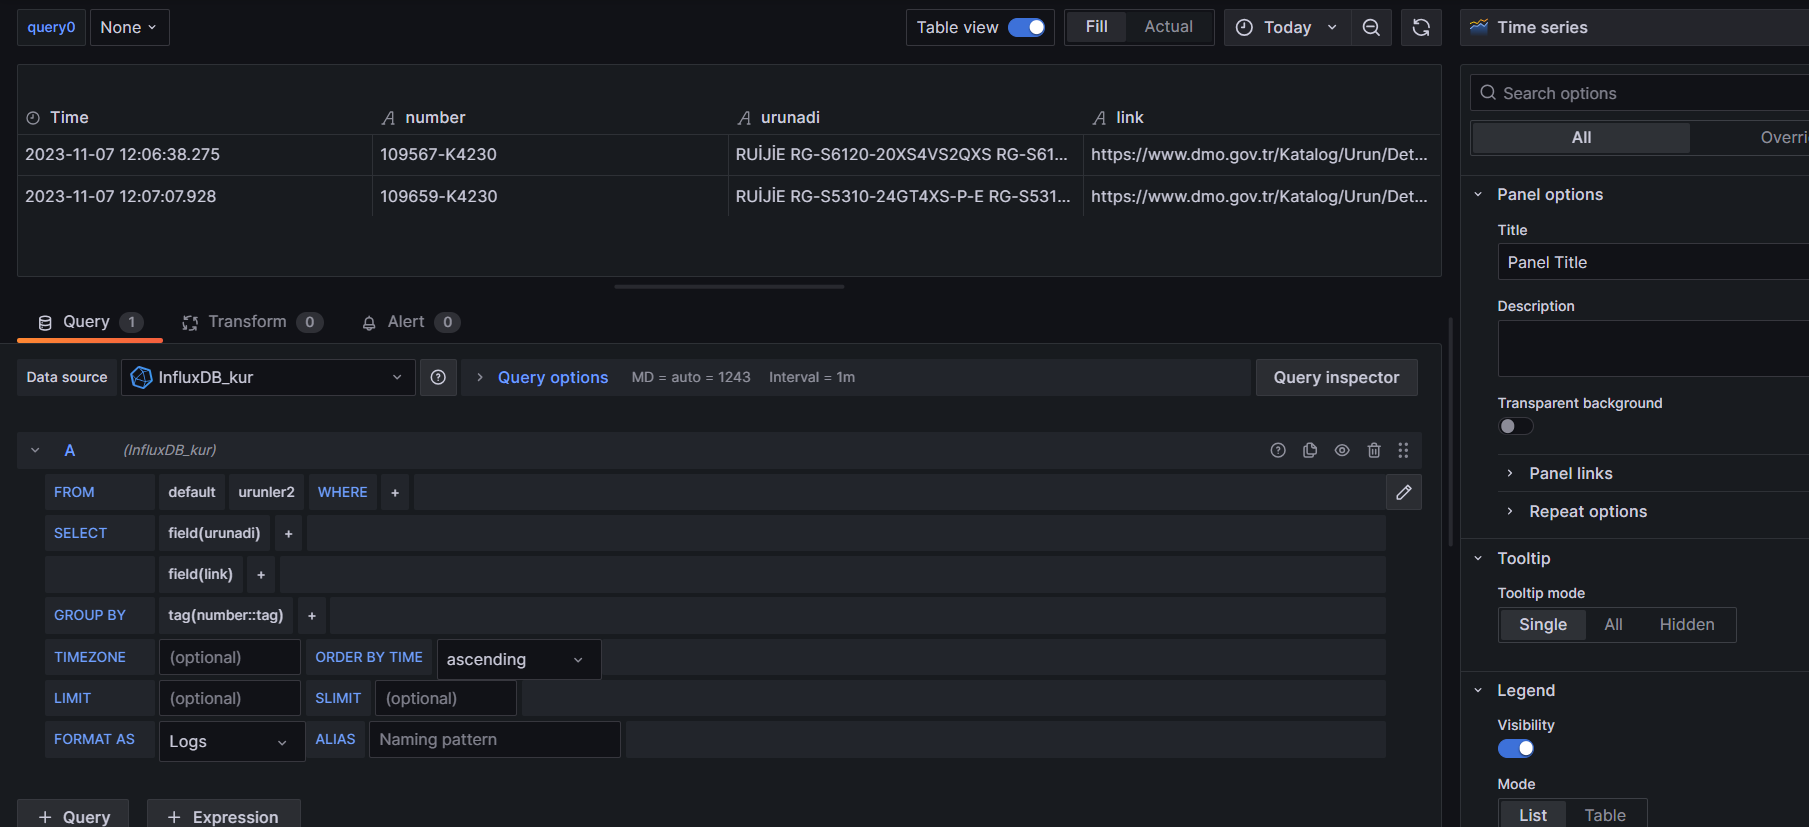 query0 None Table view Fill Actual Today Time series
Search options
All Overri
Time number urunadi link
2023-11-07 12:06:38.275 109567-K4230 RUİJİE RG-S6120-20XS4VS2QXS RG-S61... https://www.dmo.gov.tr/Katalog/Urun/Det...
2023-11-07 12:07:07.928 109659-K4230 RUİJİE RG-S5310-24GT4XS-P-E RG-S531... https://www.dmo.gov.tr/Katalog/Urun/Det...
Panel options
Title
Panel Title
Description
Query 1 Transform 0 Alert 0
Data source InfluxDB_kur Query options MD = auto = 1243 Interval = 1m Query inspector
Transparent background
A (InfluxDB_kur)
Panel links
FROM default urunler2 WHERE +
Repeat options
SELECT field(urunadi) +
Tooltip
field(link) +
Tooltip mode
GROUP BY tag(number::tag) +
Single All Hidden
TIMEZONE (optional) ORDER BY TIME ascending
LIMIT (optional) SLIMIT (optional)
Legend
Visibility
FORMAT AS Logs ALIAS Naming pattern
Mode
+ Query + Expression
List Table